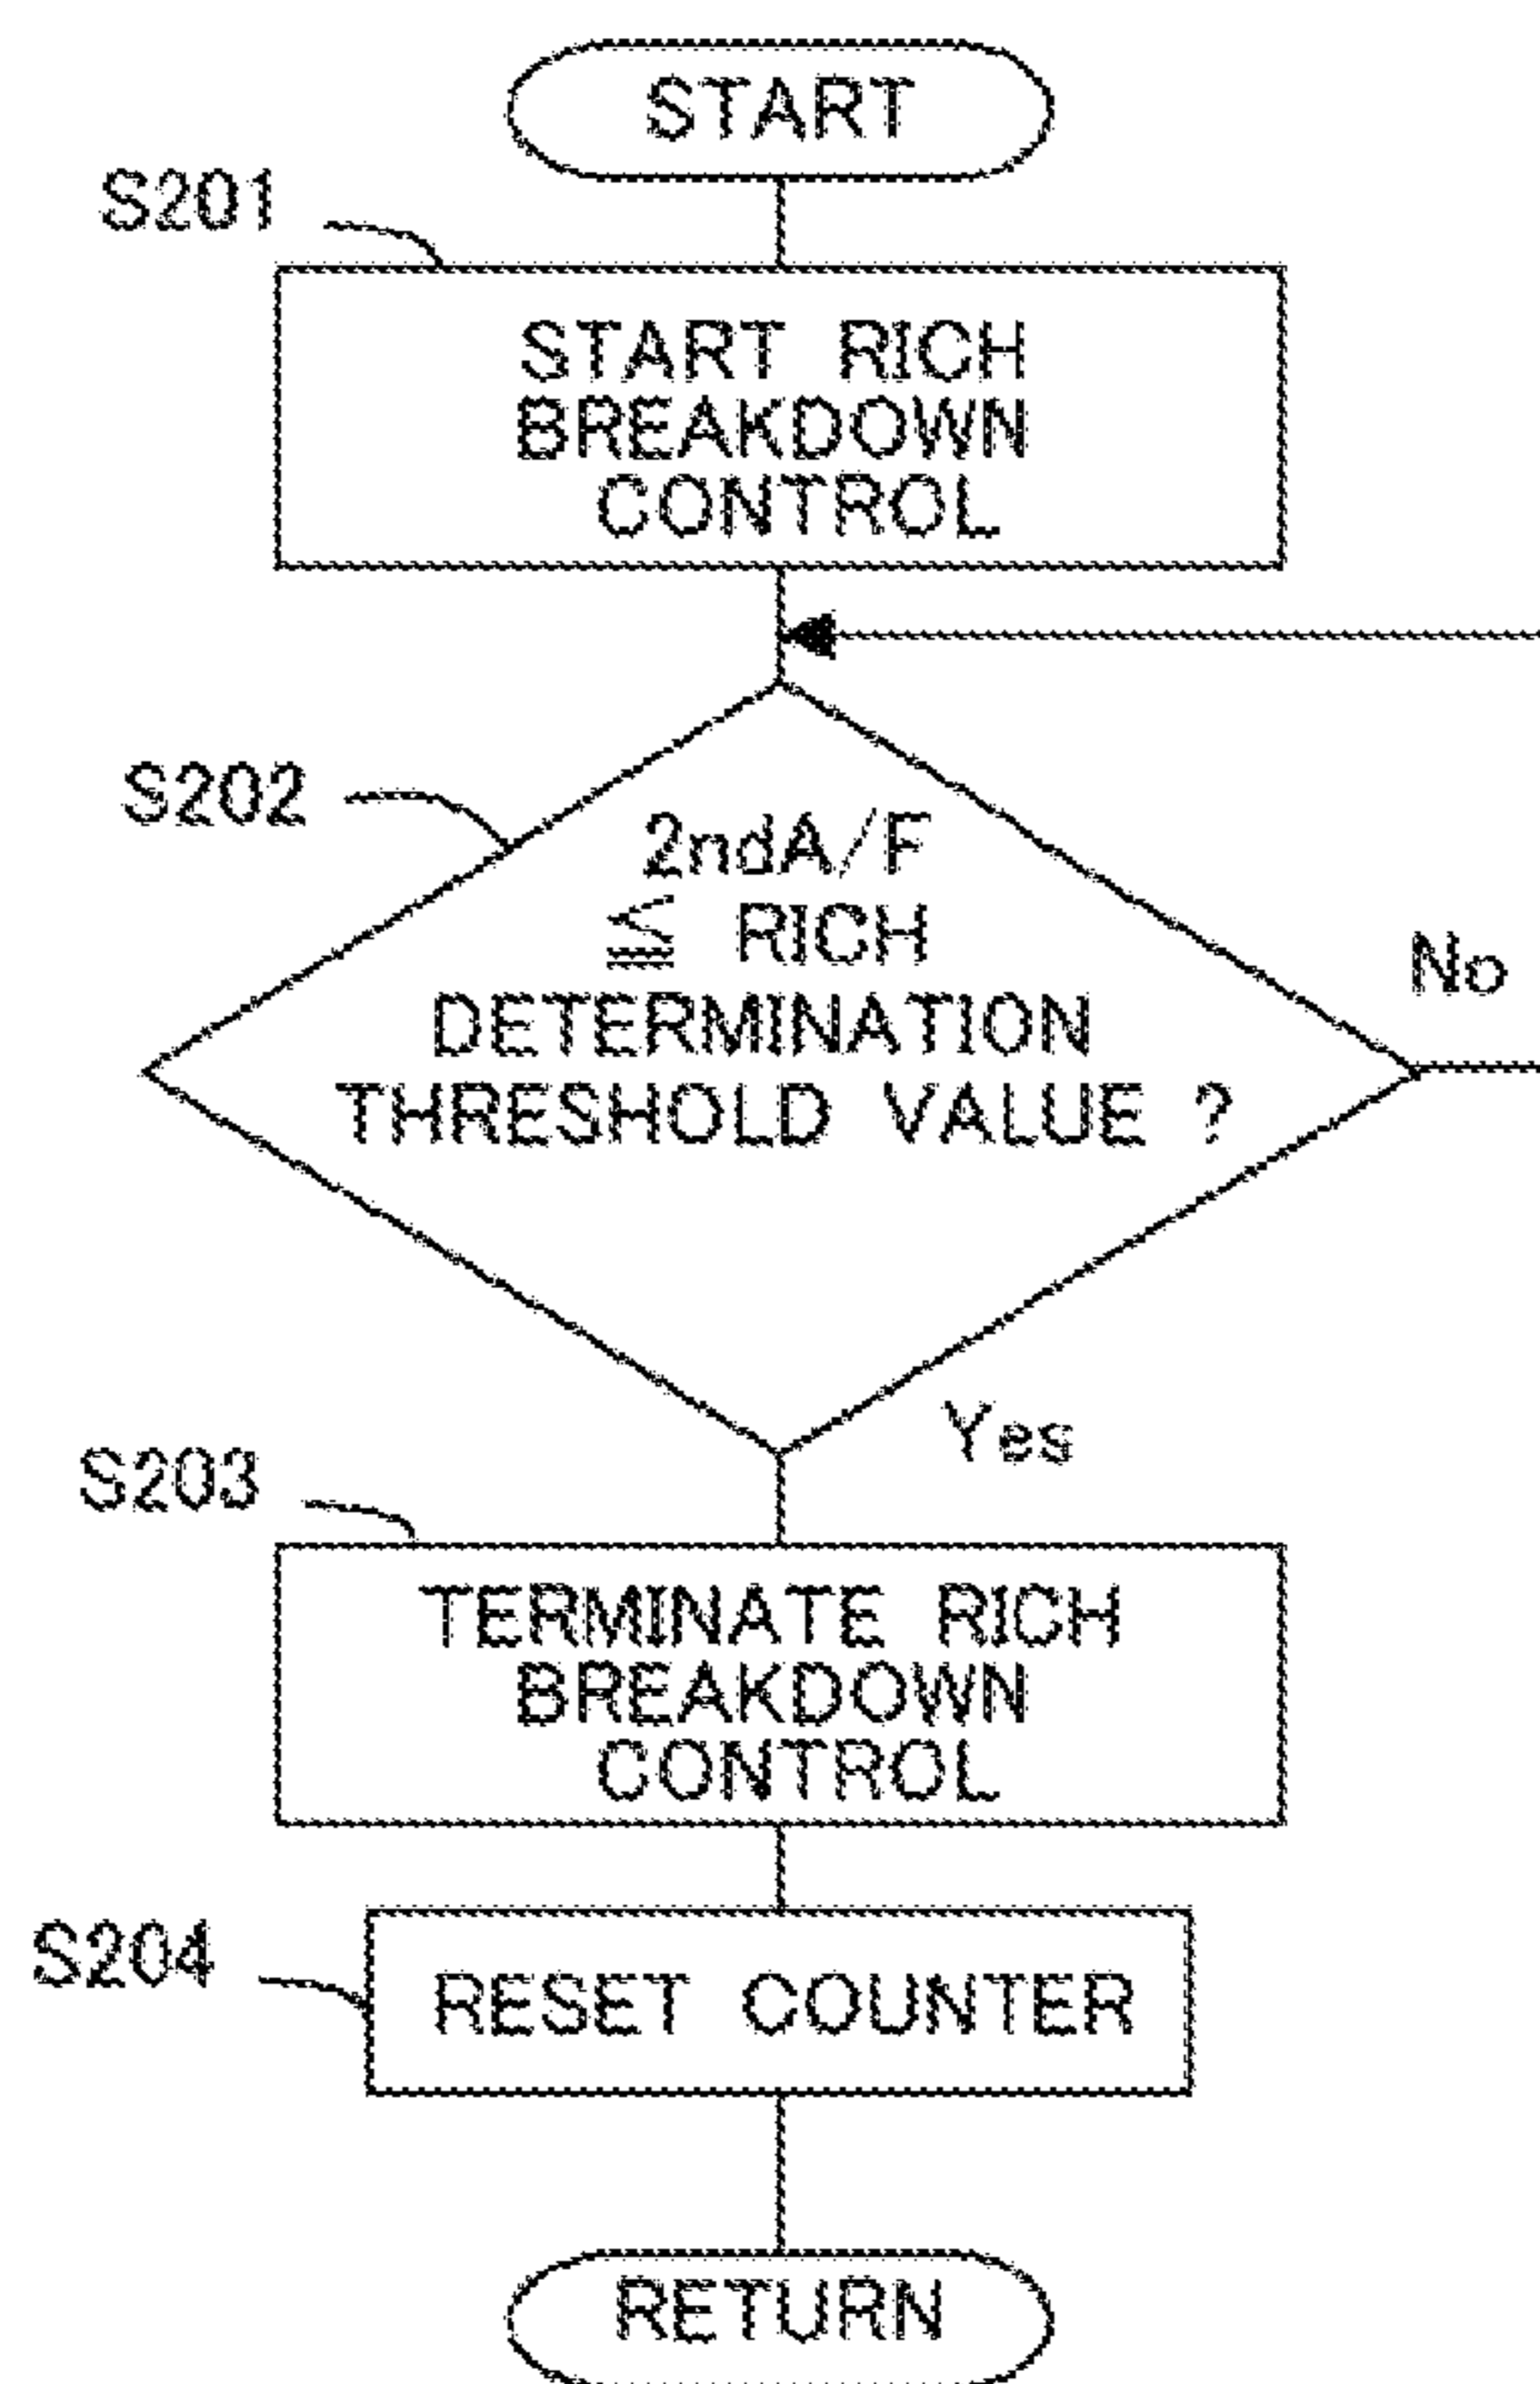 START
S201
START RICH
BREAKDOWN
CONTROL
S202
2ndA/F
≦ RICH
DETERMINATION
THRESHOLD VALUE ?
No
Yes
S203
TERMINATE RICH
BREAKDOWN
CONTROL
S204
RESET COUNTER
RETURN